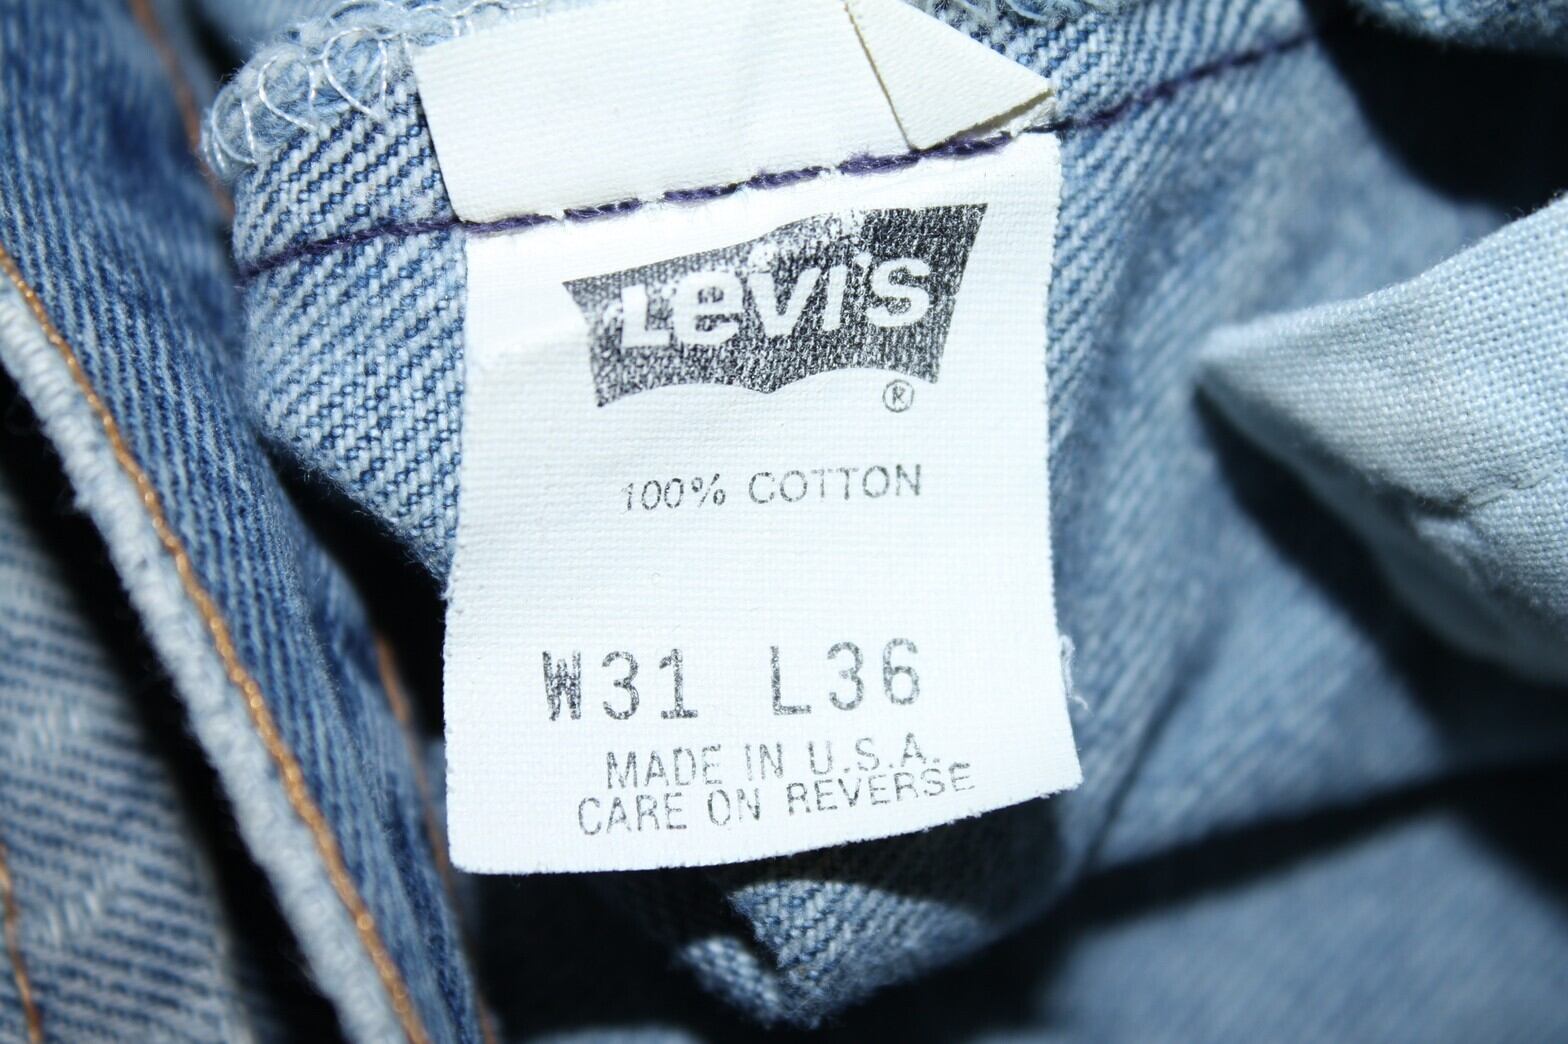 Levi's
®
100% COTTON
W31 L36
MADE IN U.S.A.
CARE ON REVERSE